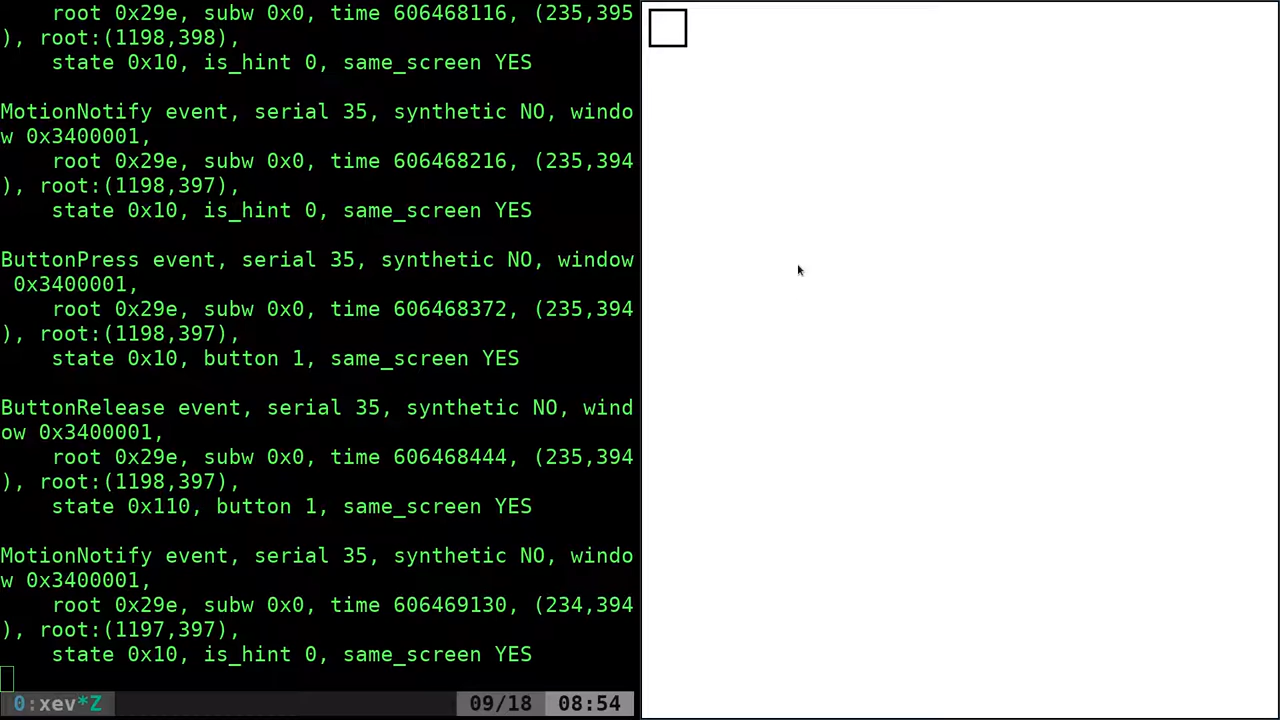 root 0x29e, subw 0x0, time 606468116, (235,395
), root:(1198,398),
state 0x10, is_hint 0, same_screen YES
MotionNotify event, serial 35, synthetic NO, windo
w 0x3400001,
root 0x29e, subw 0x0, time 606468216, (235,394
), root:(1198,397),
state 0x10, is_hint 0, same_screen YES
ButtonPress event, serial 35, synthetic NO, window
0x3400001,
root 0x29e, subw 0x0, time 606468372, (235,394
), root:(1198,397),
state 0x10, button 1, same_screen YES
ButtonRelease event, serial 35, synthetic NO, wind
ow 0x3400001,
root 0x29e, subw 0x0, time 606468444, (235,394
), root:(1198,397),
state 0x110, button 1, same_screen YES
MotionNotify event, serial 35, synthetic NO, windo
w 0x3400001,
root 0x29e, subw 0x0, time 606469130, (234,394
), root:(1197,397),
state 0x10, is_hint 0, same_screen YES
0:xev*Z 09/18 08:54